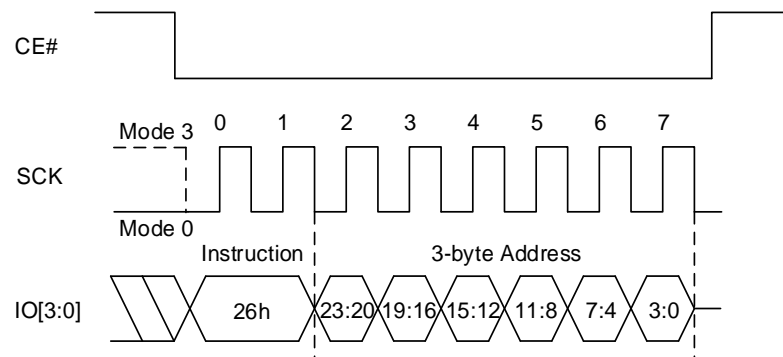 CE#
0 1 2 3 4 5 6 7
Mode 3
SCK
Mode 0
Instruction 3-byte Address
IO[3:0] 26h 23:20 19:16 15:12 11:8 7:4 3:0